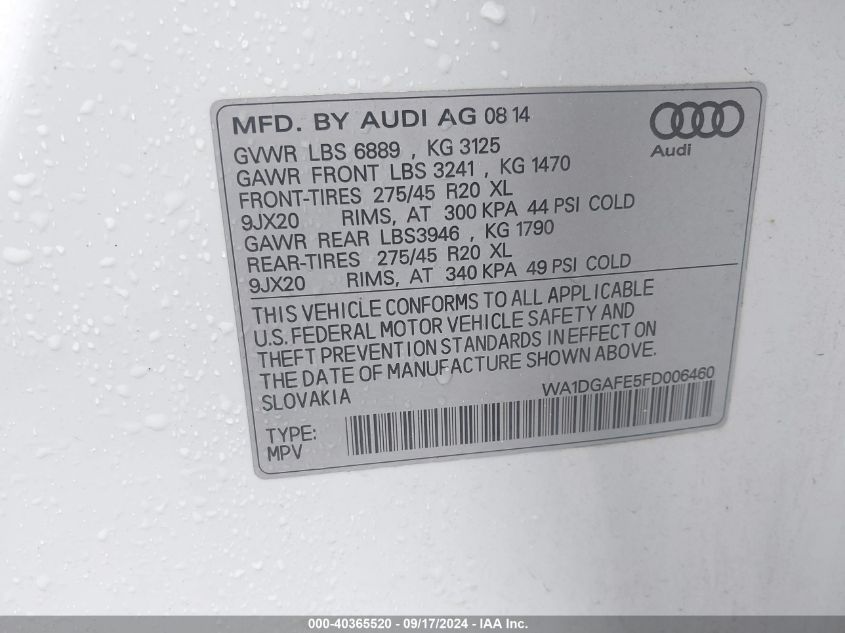 MFD. BY AUDI AG 08 14
Audi
GVWR LBS 6889 , KG 3125
GAWR FRONT LBS 3241 , KG 1470
FRONT-TIRES 275/45 R20 XL
9JX20 RIMS, AT 300 KPA 44 PSI COLD
GAWR REAR LBS3946 , KG 1790
REAR-TIRES 275/45 R20 XL
9JX20 RIMS, AT 340 KPA 49 PSI COLD
THIS VEHICLE CONFORMS TO ALL APPLICABLE
U.S. FEDERAL MOTOR VEHICLE SAFETY AND
THEFT PREVENTION STANDARDS IN EFFECT ON
THE DATE OF MANUFACTURE SHOWN ABOVE.
SLOVAKIA
WA1DGAFE5FD006460
TYPE:
MPV
000-40365520 - 09/17/2024 - IAA Inc.